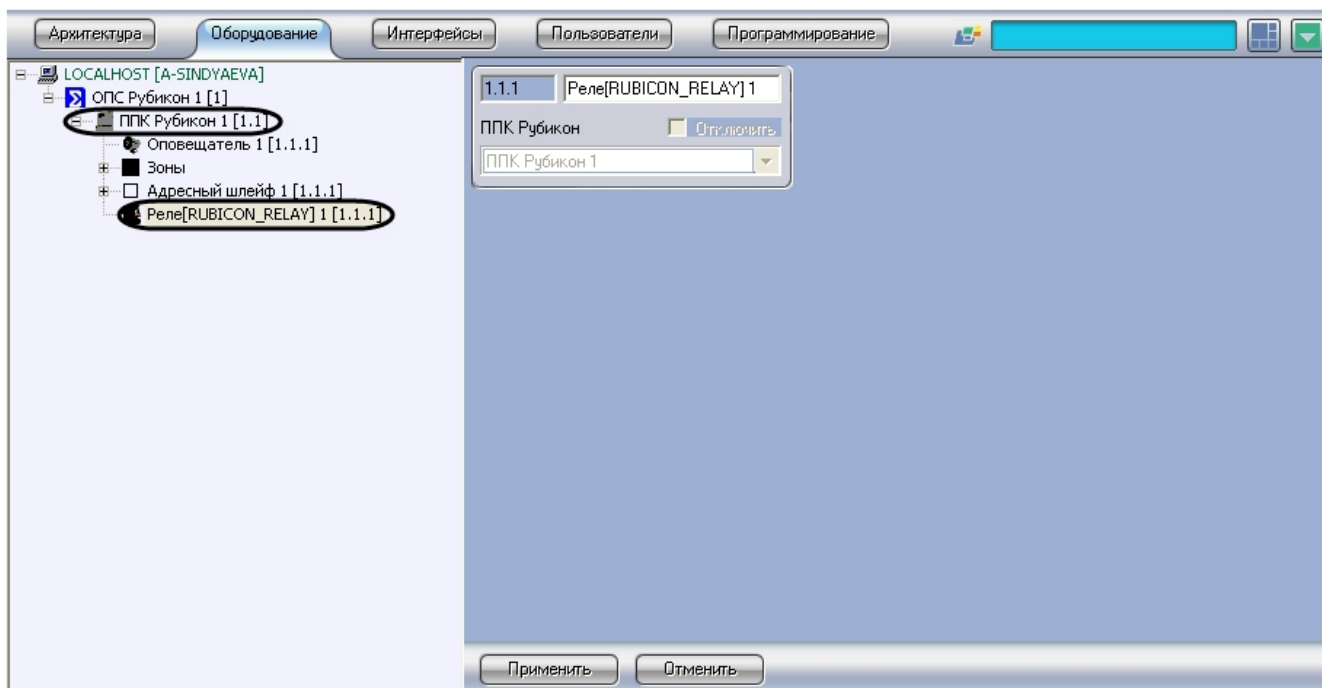 Архитектура Оборудование Интерфейсы Пользователи Программирование
LOCALHOST [A-SINDYAEVA]
ОПС Рубикон 1 [1]
ППК Рубикон 1 [1.1]
Оповещатель 1 [1.1.1]
Зоны
Адресный шлейф 1 [1.1.1]
Реле[RUBICON_RELAY] 1 [1.1.1]
1.1.1 Реле[RUBICON_RELAY] 1
ППК Рубикон Отключить
ППК Рубикон 1
Применить Отменить